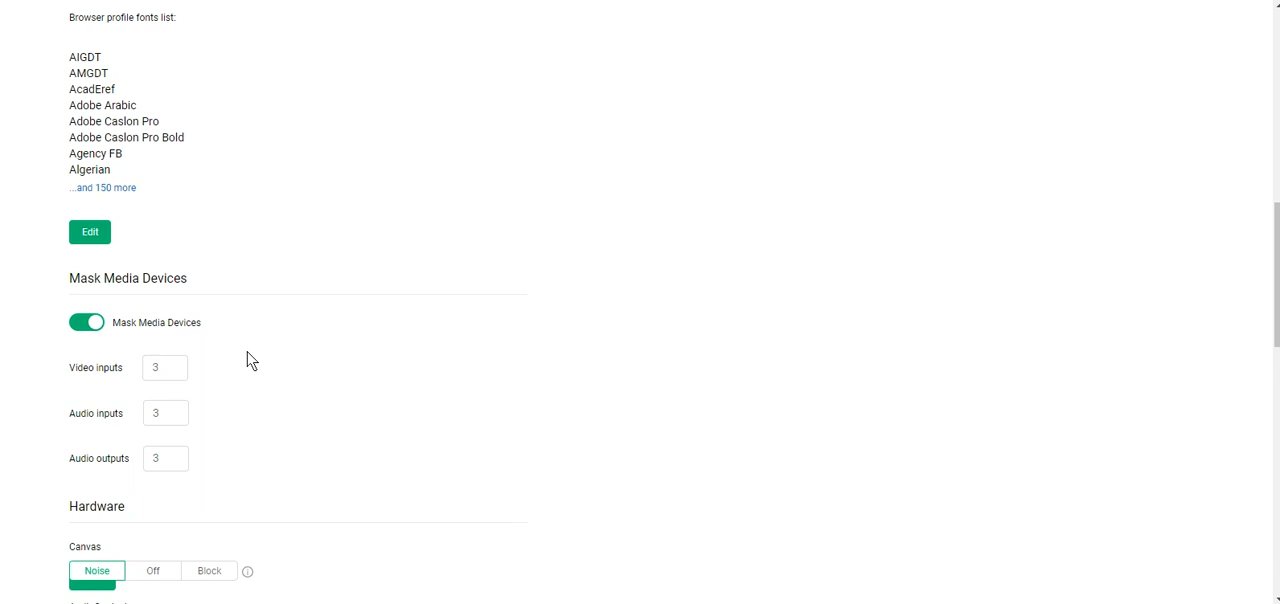 Browser profile fonts list:
AIGDT
AMGDT
AcadEref
Adobe Arabic
Adobe Caslon Pro
Adobe Caslon Pro Bold
Agency FB
Algerian
...and 150 more
Edit
Mask Media Devices
Mask Media Devices
Video inputs 3
Audio inputs 3
Audio outputs 3
Hardware
Canvas
Noise Off Block